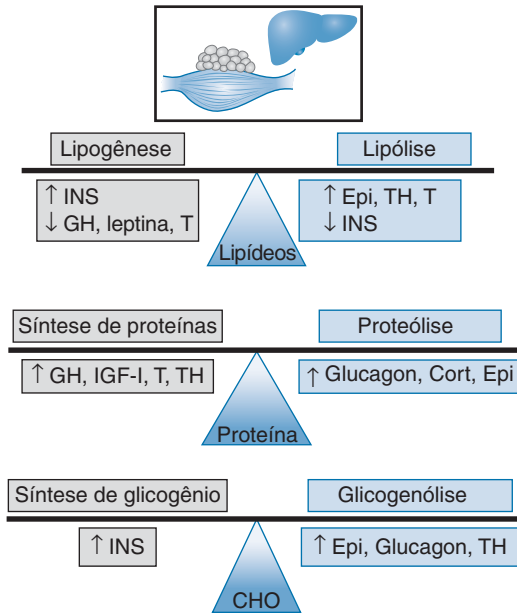 Lipogênese
Lipólise
↑ INS
↓ GH, leptina, T
↑ Epi, TH, T
↓ INS
Lipídeos
Síntese de proteínas
Proteólise
↑ GH, IGF-I, T, TH
↑ Glucagon, Cort, Epi
Proteína
Síntese de glicogênio
Glicogenólise
↑ INS
↑ Epi, Glucagon, TH
CHO